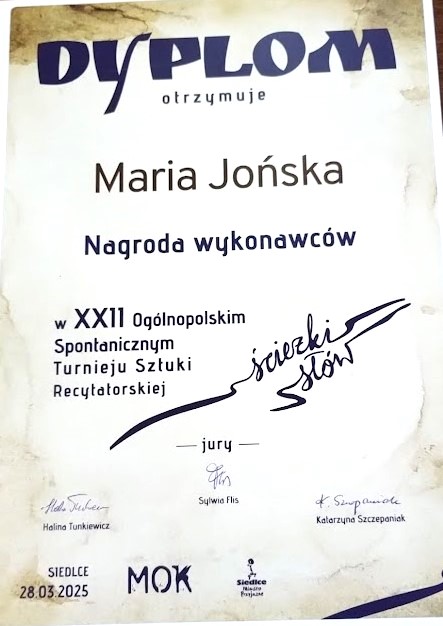 DYPLOM
otrzymuje
Maria Jońska
Nagroda wykonawców
w XXII Ogólnopolskim
Spontanicznym
Turnieju Sztuki
Recytatorskiej
ścieżki
słów
jury
Sylwia Flis
Halina Tunkiewicz
Katarzyna Szczepaniak
SIEDLCE
28.03.2025
MOK
Siedlce